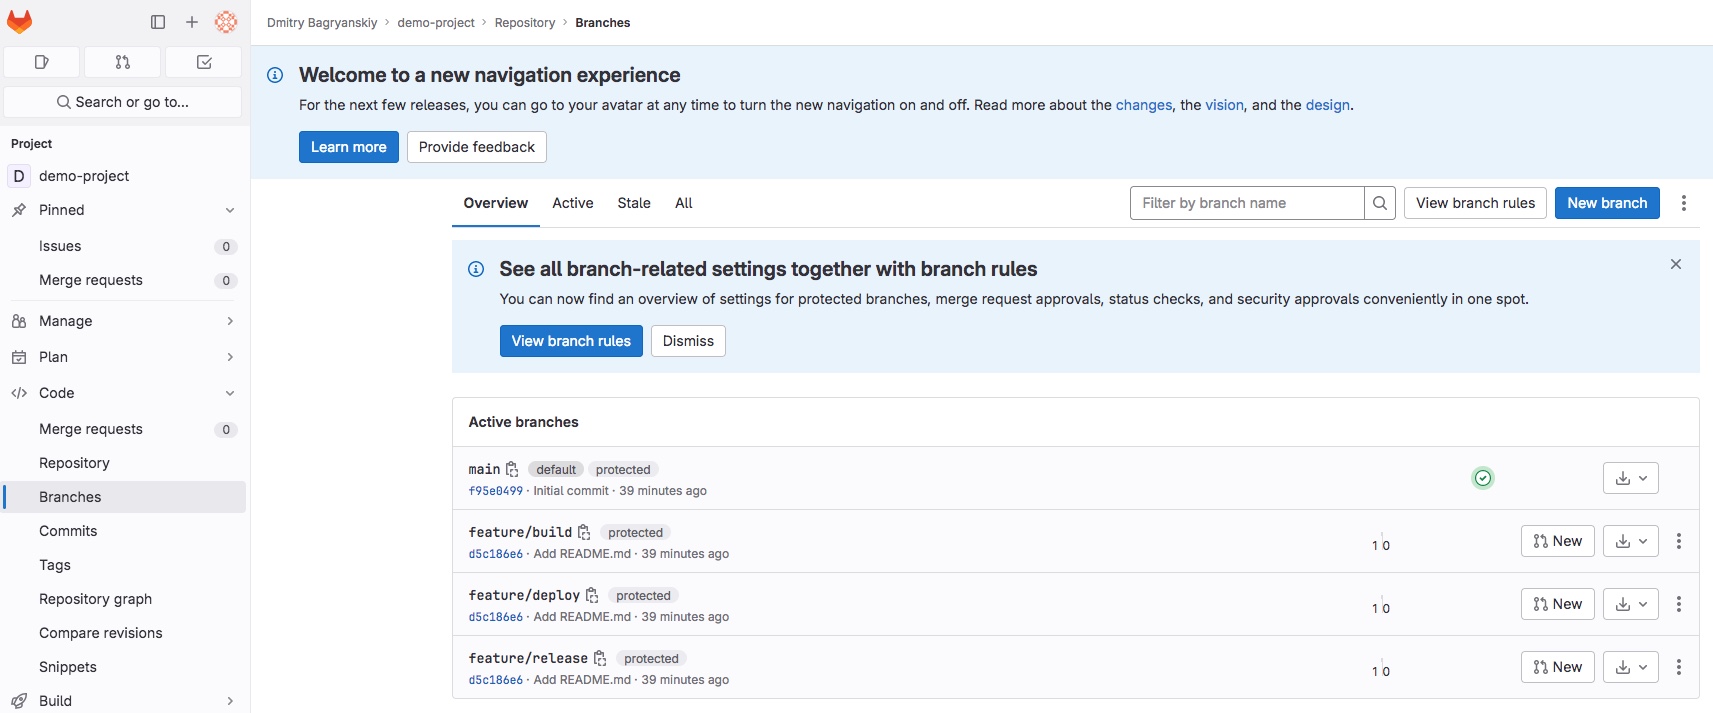 Dmitry Bagryanskiy > demo-project > Repository > Branches
Search or go to...
Project
D demo-project
Pinned
Issues 0
Merge requests 0
Manage
Plan
Code
Merge requests 0
Repository
Branches
Commits
Tags
Repository graph
Compare revisions
Snippets
Build
Welcome to a new navigation experience
For the next few releases, you can go to your avatar at any time to turn the new navigation on and off. Read more about the changes, the vision, and the design.
Learn more Provide feedback
Overview Active Stale All Filter by branch name View branch rules New branch
See all branch-related settings together with branch rules
You can now find an overview of settings for protected branches, merge request approvals, status checks, and security approvals conveniently in one spot.
View branch rules Dismiss
Active branches
main default protected
f95e0499 · Initial commit · 39 minutes ago
feature/build protected
d5c186e6 · Add README.md · 39 minutes ago
1 0 New
feature/deploy protected
d5c186e6 · Add README.md · 39 minutes ago
1 0 New
feature/release protected
d5c186e6 · Add README.md · 39 minutes ago
1 0 New